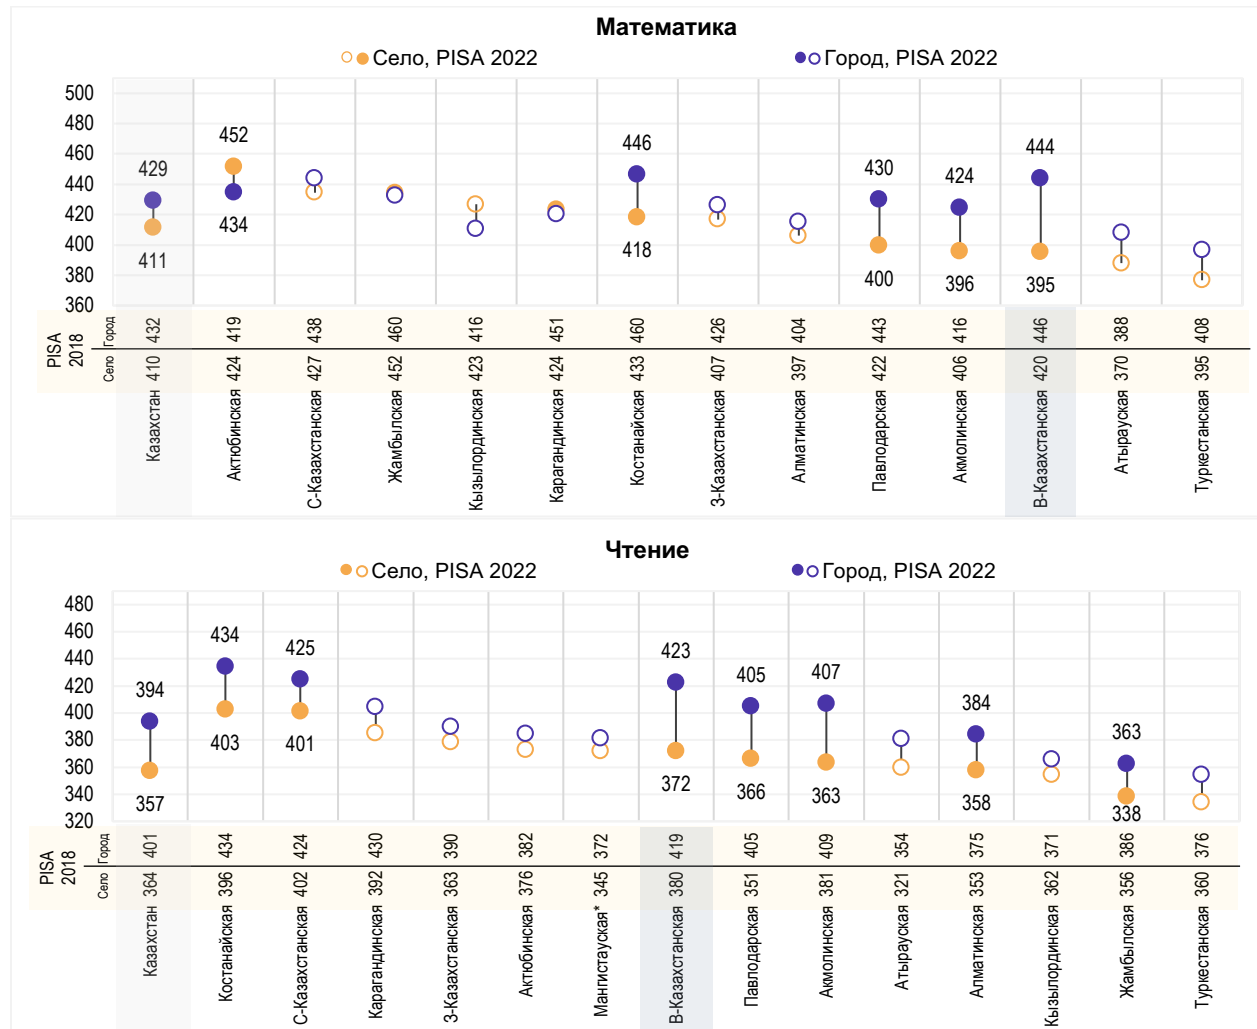 Математика
Село, PISA 2022
Город, PISA 2022
500
480
460
440
420
400
380
360
429
411
452
434
446
418
430
400
424
396
444
395
PISA 2018
Город 432 419 438 460 416 451 460 426 404 443 416 446 388 408
Село 410 424 427 452 423 424 433 407 397 422 406 420 370 395
Казахстан
Актюбинская
С-Казахстанская
Жамбылская
Кызылординская
Карагандинская
Костанайская
З-Казахстанская
Алматинская
Павлодарская
Акмолинская
В-Казахстанская
Атырауская
Туркестанская
Чтение
Село, PISA 2022
Город, PISA 2022
480
460
440
420
400
380
360
340
320
394
357
434
403
425
401
423
372
405
366
407
363
384
358
363
338
PISA 2018
Город 401 434 424 430 390 382 372 419 405 409 354 375 371 386 376
Село 364 396 402 392 363 376 345 380 351 381 321 353 362 356 360
Казахстан
Костанайская
С-Казахстанская
Карагандинская
З-Казахстанская
Актюбинская
Мангистауская*
В-Казахстанская
Павлодарская
Акмолинская
Атырауская
Алматинская
Кызылординская
Жамбылская
Туркестанская